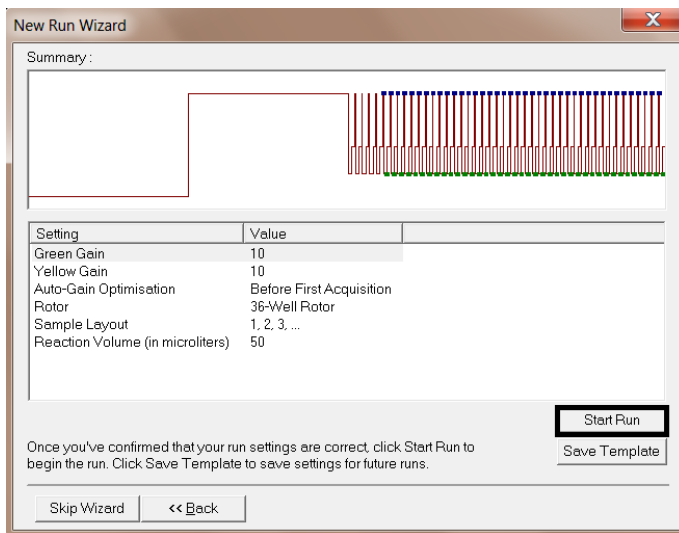 New Run Wizard
Summary :
Setting Value
Green Gain 10
Yellow Gain 10
Auto-Gain Optimisation Before First Acquisition
Rotor 36-Well Rotor
Sample Layout 1, 2, 3, ...
Reaction Volume (in microliters) 50
Start Run
Once you've confirmed that your run settings are correct, click Start Run to
begin the run. Click Save Template to save settings for future runs.
Save Template
Skip Wizard << Back